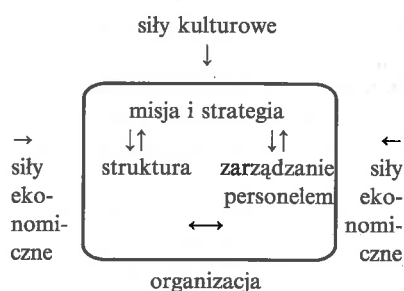 siły kulturowe
↓
misja i strategia
↓↑ ↓↑
→ ←
siły struktura zarządzanie siły
eko- personelem eko-
nomi- ↔ nomi-
czne czne
organizacja